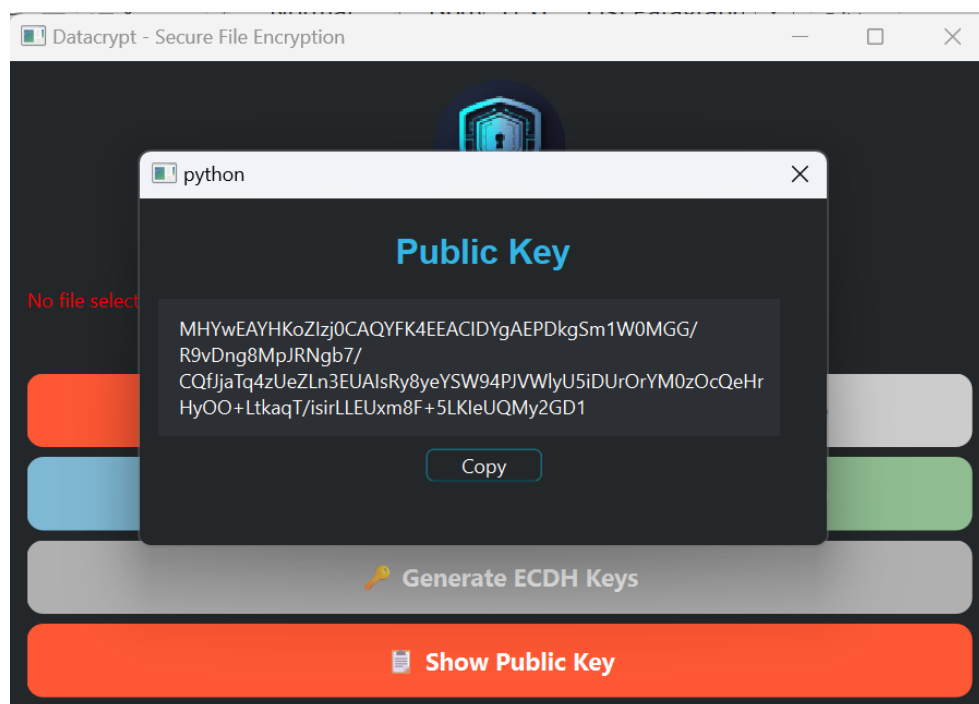 Datacrypt - Secure File Encryption
python
Public Key
No file select
MHYwEAYHKoZIzj0CAQYFK4EEACIDYgAEPDkgSm1W0MGG/
R9vDng8MpJRNgb7/
CQfJjaTq4zUeZLn3EUAIsRy8yeYSW94PJVWlyU5iDUrOrYM0zOcQeHr
HyOO+LtkaqT/isirLLEUxm8F+5LKIeUQMy2GD1
Copy
Generate ECDH Keys
Show Public Key